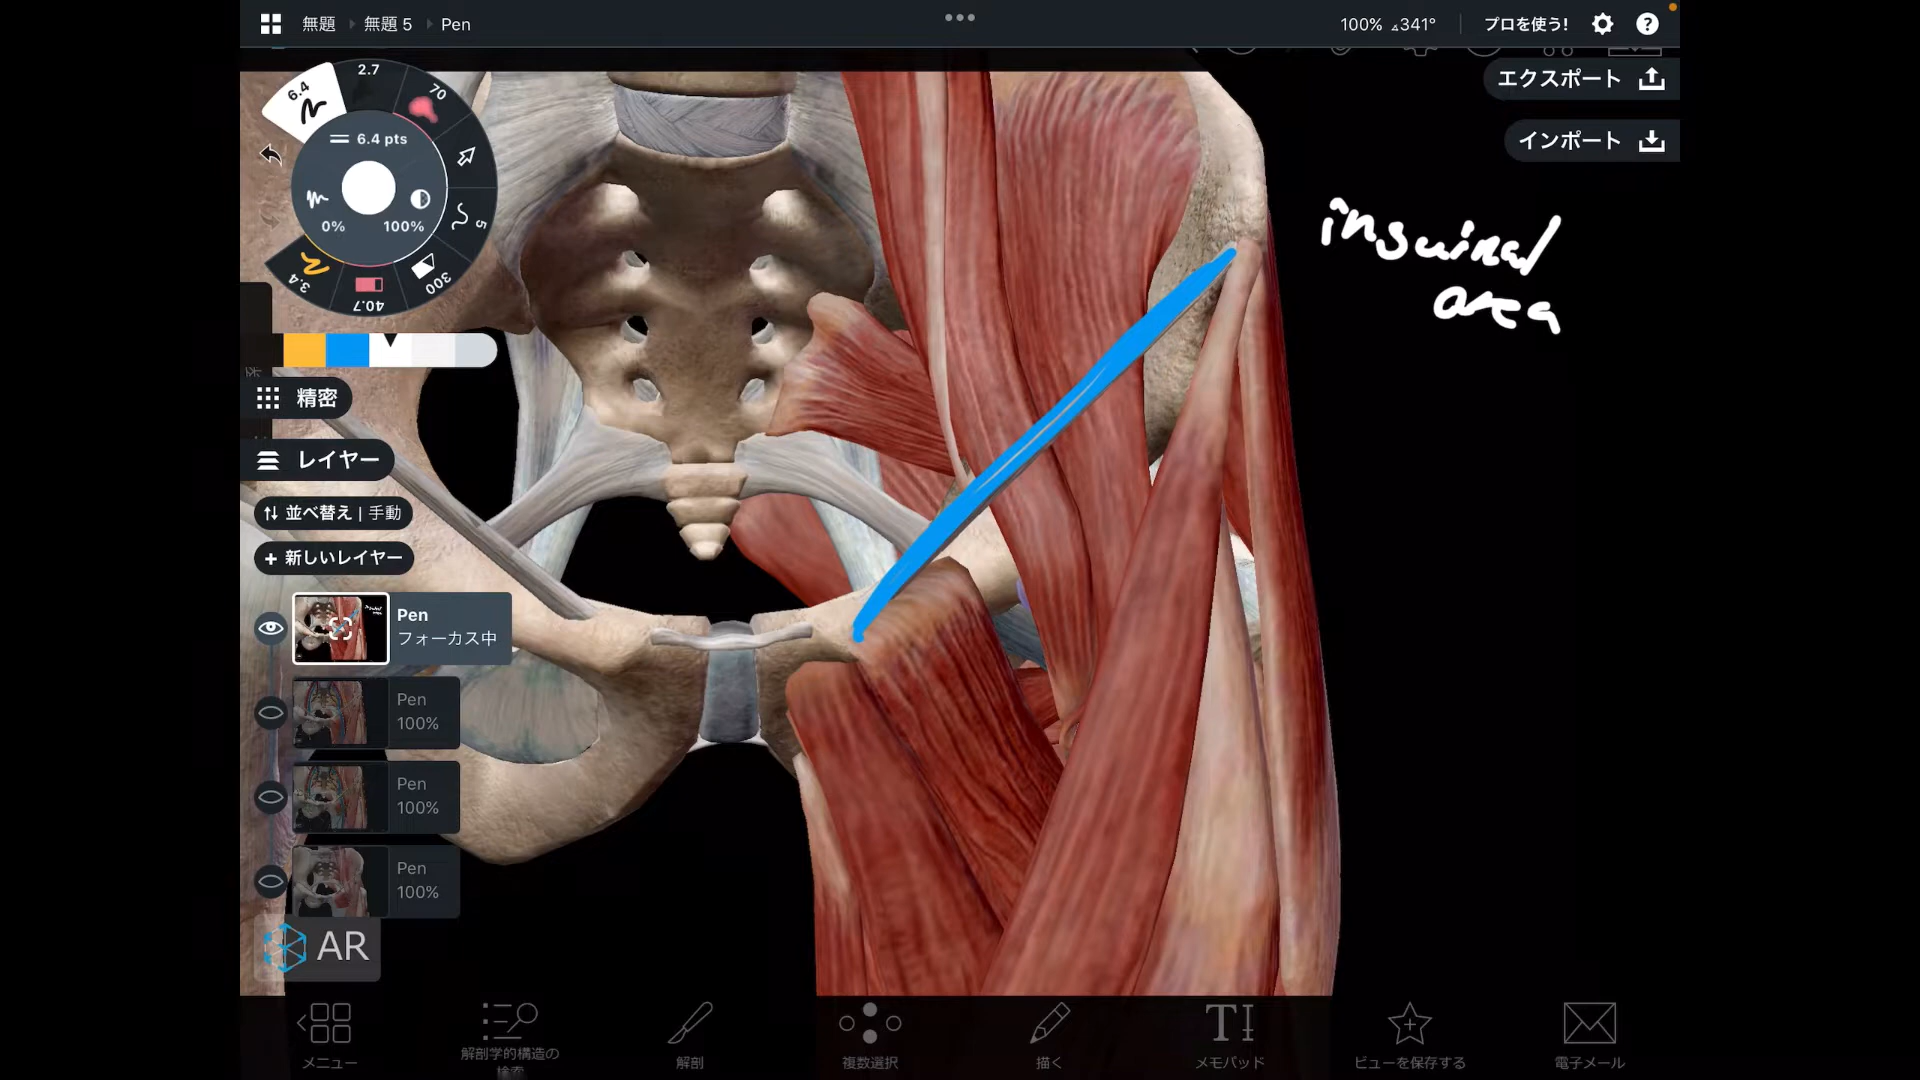 無題 無題 5 Pen
100% ⊿341° プロを使う!
エクスポート
インポート
2.7
6.4
70
6.4 pts
0% 100%
5
300
40.7
3.4
inguinal
area
精密
レイヤー
並べ替え | 手動
+ 新しいレイヤー
Pen
フォーカス中
Pen
100%
Pen
100%
Pen
100%
AR
メニュー
解剖学的構造の
検索
解剖
複数選択
描く
メモパッド
ビューを保存する
電子メール